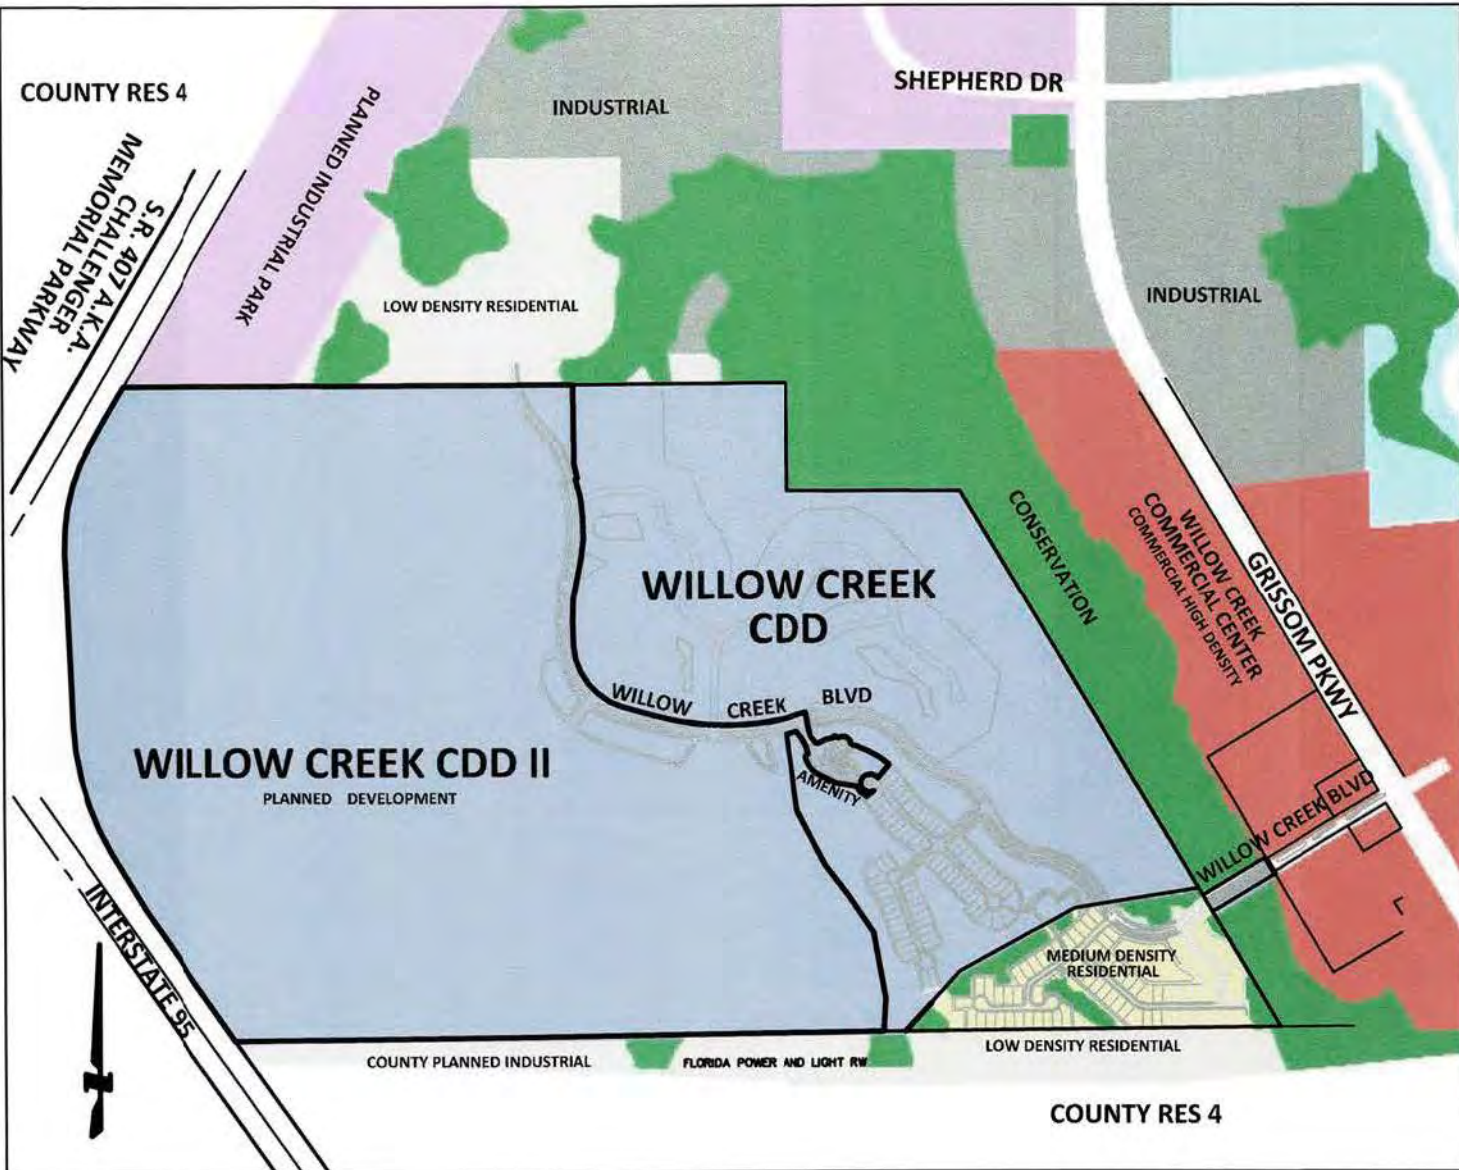 COUNTY RES 4
PLANNED INDUSTRIAL PARK
INDUSTRIAL
SHEPHERD DR
S.R. 407 A.K.A.
CHALLENGER
MEMORIAL PARKWAY
LOW DENSITY RESIDENTIAL
INDUSTRIAL
CONSERVATION
WILLOW CREEK
COMMERCIAL CENTER
COMMERCIAL HIGH DENSITY
GRISSOM PKWY
WILLOW CREEK
CDD
WILLOW CREEK BLVD
WILLOW CREEK CDD II
PLANNED DEVELOPMENT
AMENITY
WILLOW CREEK BLVD
INTERSTATE 95
MEDIUM DENSITY
RESIDENTIAL
COUNTY PLANNED INDUSTRIAL
FLORIDA POWER AND LIGHT RW
LOW DENSITY RESIDENTIAL
COUNTY RES 4